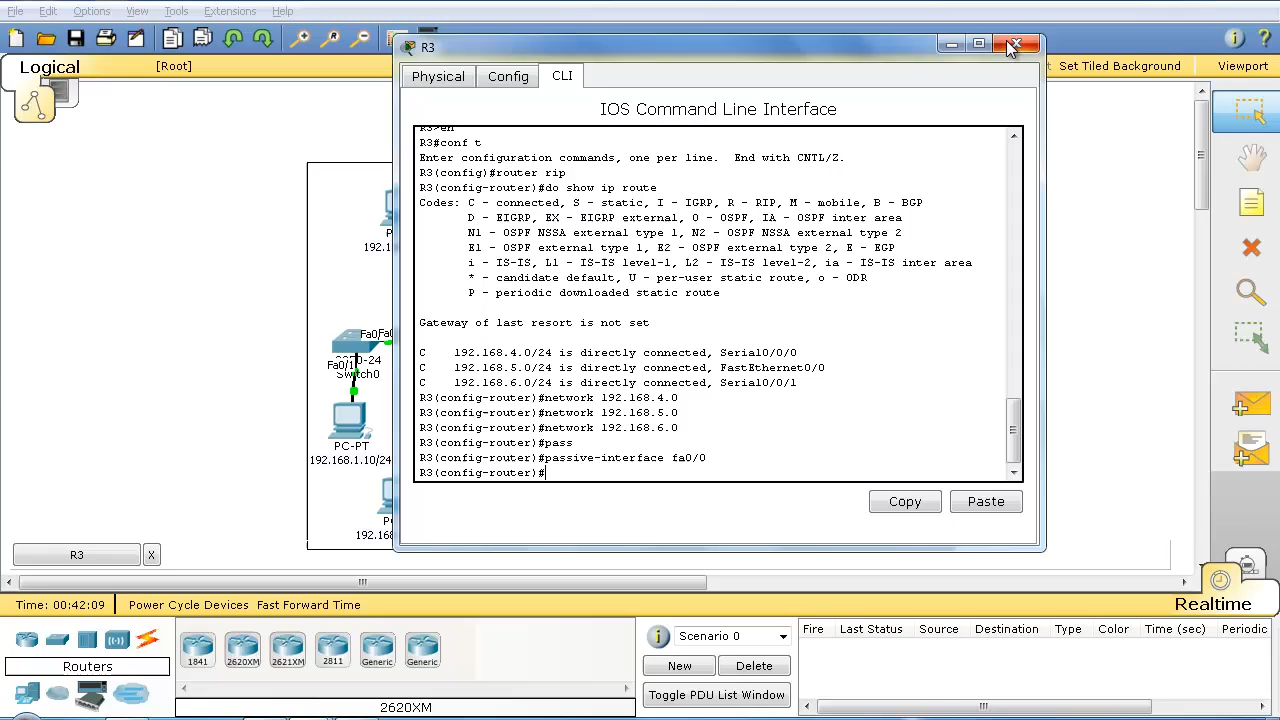 File Edit Options View Tools Extensions Help
R3
Logical [Root] Set Tiled Background Viewport
Physical Config CLI
IOS Command Line Interface
R3>en
R3#conf t
Enter configuration commands, one per line. End with CNTL/Z.
R3(config)#router rip
R3(config-router)#do show ip route
Codes: C - connected, S - static, I - IGRP, R - RIP, M - mobile, B - BGP
D - EIGRP, EX - EIGRP external, O - OSPF, IA - OSPF inter area
N1 - OSPF NSSA external type 1, N2 - OSPF NSSA external type 2
E1 - OSPF external type 1, E2 - OSPF external type 2, E - EGP
i - IS-IS, L1 - IS-IS level-1, L2 - IS-IS level-2, ia - IS-IS inter area
* - candidate default, U - per-user static route, o - ODR
P - periodic downloaded static route
Gateway of last resort is not set
C 192.168.4.0/24 is directly connected, Serial0/0/0
C 192.168.5.0/24 is directly connected, FastEthernet0/0
C 192.168.6.0/24 is directly connected, Serial0/0/1
R3(config-router)#network 192.168.4.0
R3(config-router)#network 192.168.5.0
R3(config-router)#network 192.168.6.0
R3(config-router)#pass
R3(config-router)#passive-interface fa0/0
R3(config-router)#
Copy Paste
Fa0/1
Switch0
PC-PT
192.168.1.10/24
R3 X
Time: 00:42:09 Power Cycle Devices Fast Forward Time
Realtime
Routers
1841 2620XM 2621XM 2811 Generic Generic
2620XM
Scenario 0
New Delete
Toggle PDU List Window
Fire Last Status Source Destination Type Color Time (sec) Periodic